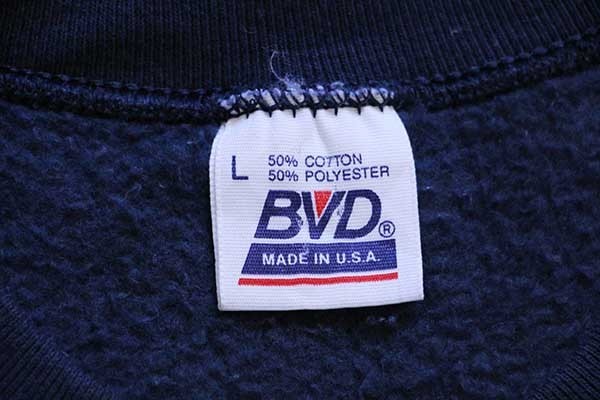 L
50% COTTON
50% POLYESTER
BVD®
MADE IN U.S.A.